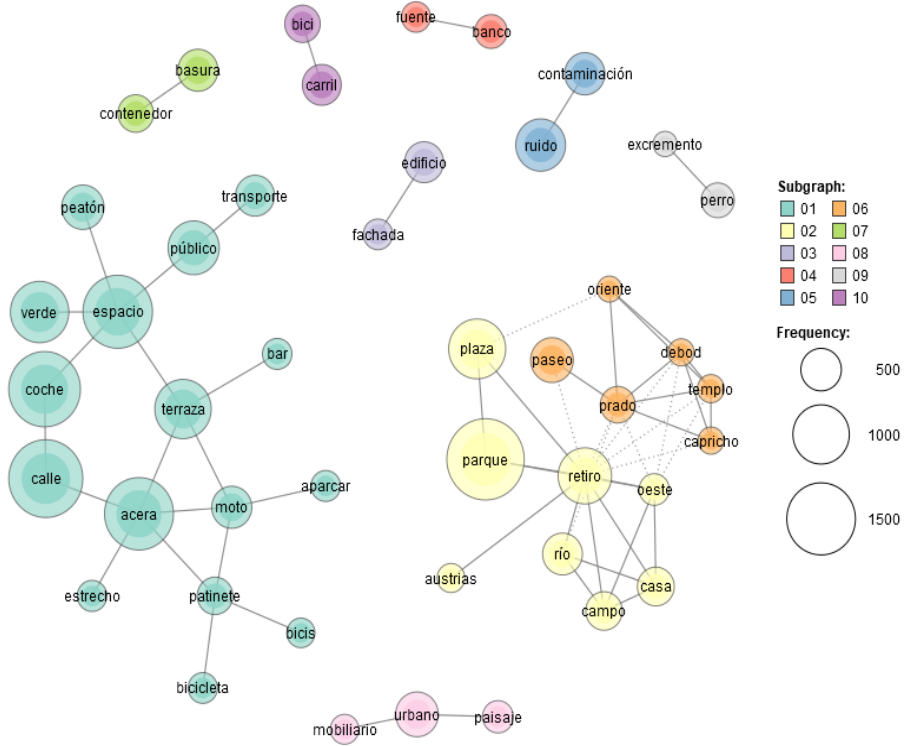 fuente
bici
banco
basura
contaminación
carril
contenedor
excremento
ruido
edificio
transporte
perro
peatón
fachada
público
Subgraph:
01 06
02 07
03 08
04 09
05 10
oriente
verde
espacio
Frequency:
500
1000
1500
plaza
debod
bar
paseo
coche
templo
terraza
prado
capricho
parque
calle
retiro
aparcar
oeste
acera
moto
río
austrias
casa
estrecho
patinete
campo
bicis
bicicleta
urbano
mobiliario
paisaje